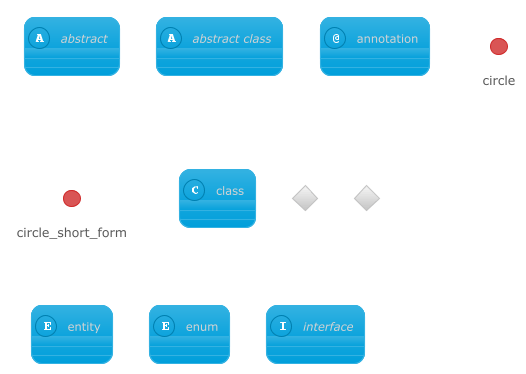 A abstract
A abstract class
@ annotation
circle
C class
circle_short_form
E entity
E enum
I interface